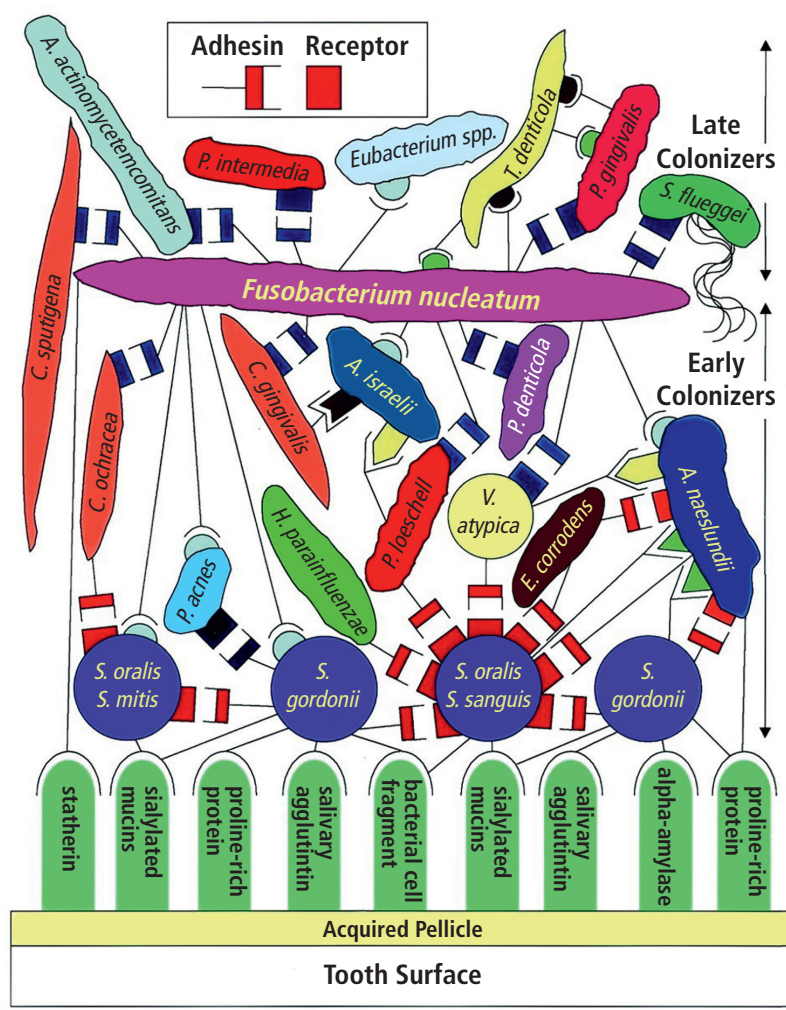 Adhesin Receptor
A. actinomycetemcomitans
P. intermedia
Eubacterium spp.
T. denticola
P. gingivalis
Late
Colonizers
S. flueggei
Fusobacterium nucleatum
C. sputigena
Early
Colonizers
C. ochracea
C. gingivalis
A. israelii
P. denticola
P. loeschell
V.
atypica
E. corrodens
A. naeslundii
H. parainfluenzae
P. acnes
S. oralis
S. mitis
S.
gordonii
S. oralis
S. sanguis
S.
gordonii
statherin
sialylated
mucins
proline-rich
protein
salivary
agglutintin
bacterial cell
fragment
sialylated
mucins
salivary
agglutintin
alpha-amylase
proline-rich
protein
Acquired Pellicle
Tooth Surface